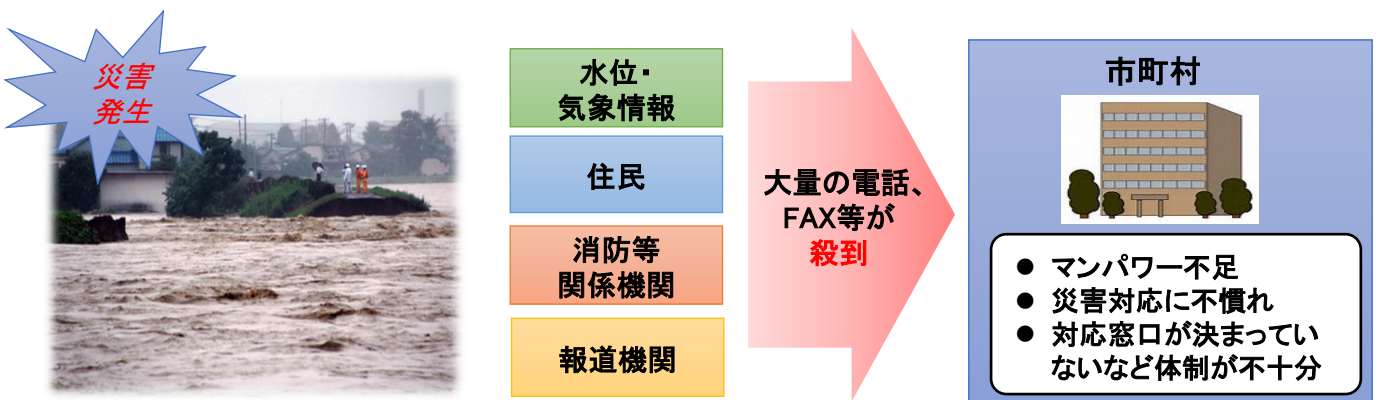 災害
発生
水位・
気象情報
住民
消防等
関係機関
報道機関
大量の電話、
FAX等が
殺到
市町村
● マンパワー不足
● 災害対応に不慣れ
● 対応窓口が決まってい
ないなど体制が不十分